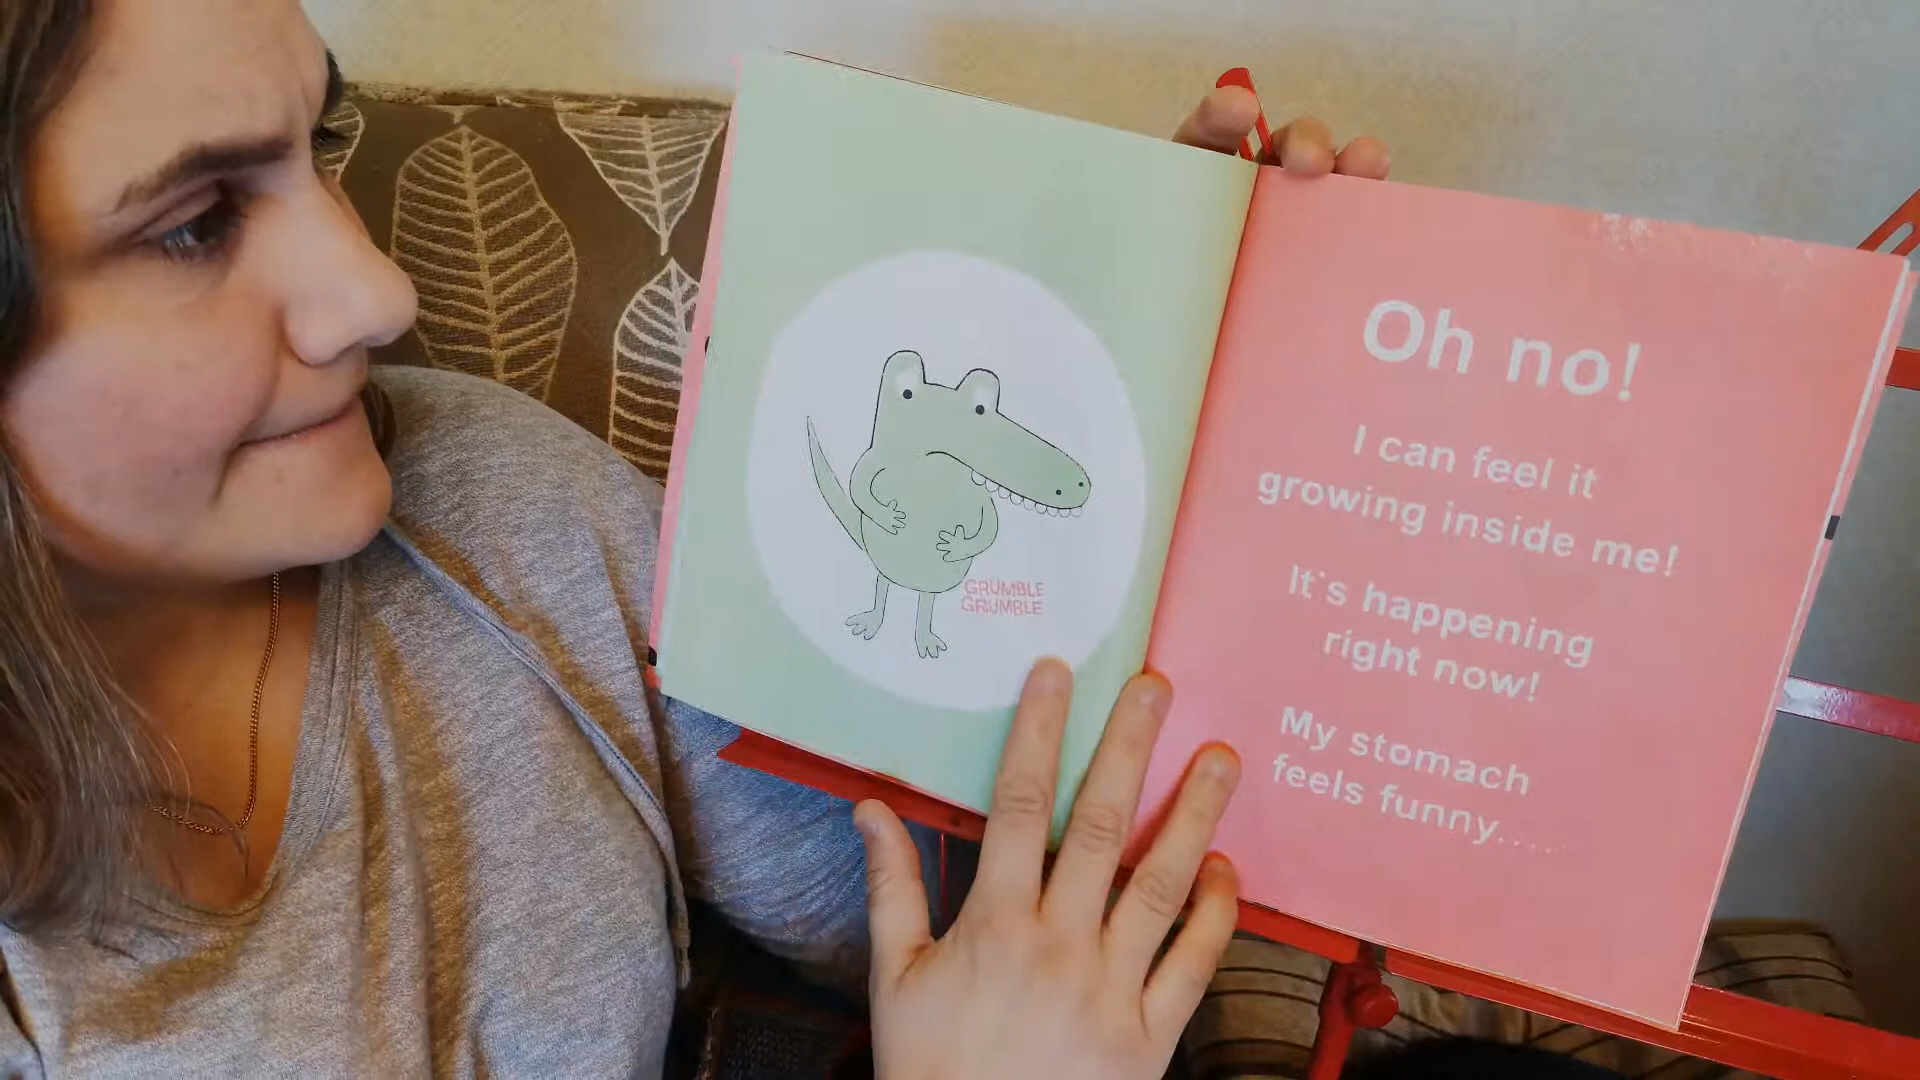 GRUMBLE
GRUMBLE
Oh no!
I can feel it
growing inside me!
It's happening
right now!
My stomach
feels funny.....